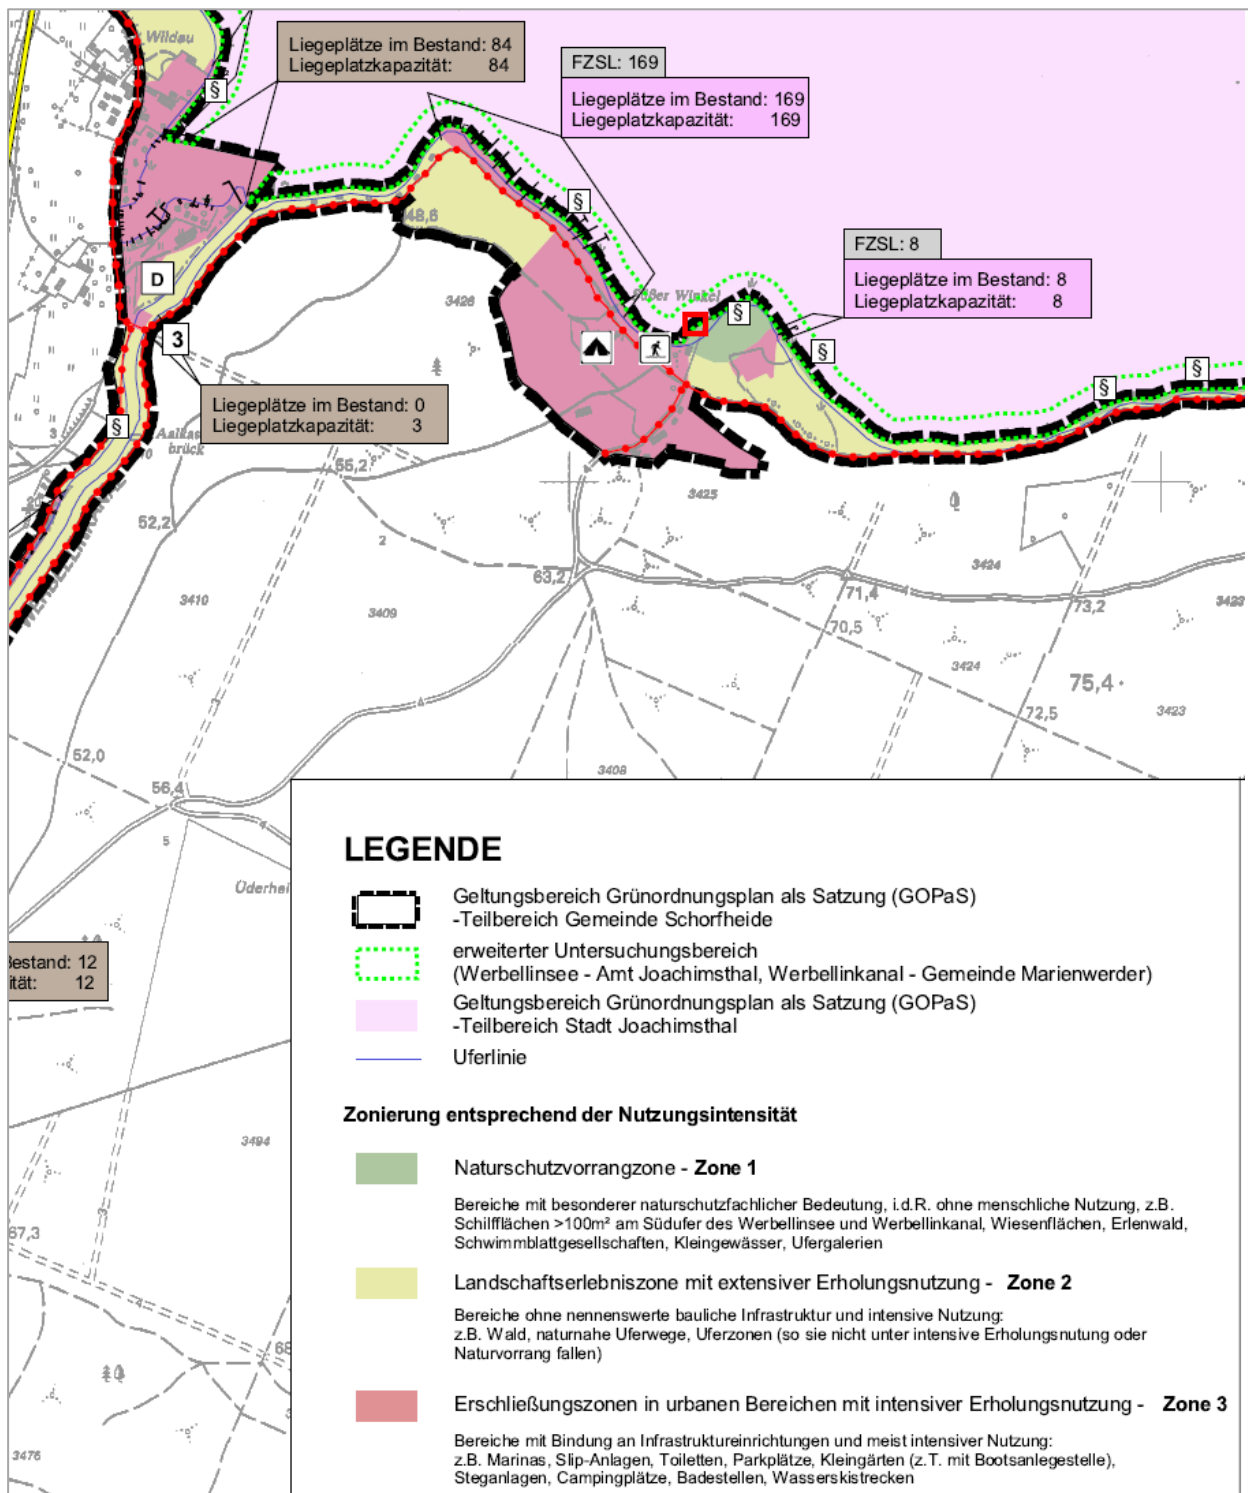 Wildau
Liegeplätze im Bestand: 84
Liegeplatzkapazität: 84
FZSL: 169
Liegeplätze im Bestand: 169
Liegeplatzkapazität: 169
§
§
48,6
FZSL: 8
Liegeplätze im Bestand: 8
Liegeplatzkapazität: 8
D
3426
Süßer Winkel
§
3
§
§
§
Liegeplätze im Bestand: 0
Liegeplatzkapazität: 3
§
55,2
3425
52,2
2
63,2
3424
71,4
73,2
3423
3410
3409
70,5
3424
75,4
3423
72,5
52,0
3408
56,4
5
4
Üderhei
Bestand: 12
ität: 12
3494
67,3
68
3476
LEGENDE
Geltungsbereich Grünordnungsplan als Satzung (GOPaS)
-Teilbereich Gemeinde Schorfheide
erweiterter Untersuchungsbereich
(Werbellinsee - Amt Joachimsthal, Werbellinkanal - Gemeinde Marienwerder)
Geltungsbereich Grünordnungsplan als Satzung (GOPaS)
-Teilbereich Stadt Joachimsthal
Uferlinie
Zonierung entsprechend der Nutzungsintensität
Naturschutzvorrangzone - Zone 1
Bereiche mit besonderer naturschutzfachlicher Bedeutung, i.d.R. ohne menschliche Nutzung, z.B.
Schilfflächen >100m² am Südufer des Werbellinsee und Werbellinkanal, Wiesenflächen, Erlenwald,
Schwimmblattgesellschaften, Kleingewässer, Ufergalerien
Landschaftserlebniszone mit extensiver Erholungsnutzung - Zone 2
Bereiche ohne nennenswerte bauliche Infrastruktur und intensive Nutzung:
z.B. Wald, naturnahe Uferwege, Uferzonen (so sie nicht unter intensive Erholungsnutung oder
Naturvorrang fallen)
Erschließungszonen in urbanen Bereichen mit intensiver Erholungsnutzung - Zone 3
Bereiche mit Bindung an Infrastruktureinrichtungen und meist intensiver Nutzung:
z.B. Marinas, Slip-Anlagen, Toiletten, Parkplätze, Kleingärten (z.T. mit Bootsanlegestelle),
Steganlagen, Campingplätze, Badestellen, Wasserskistrecken